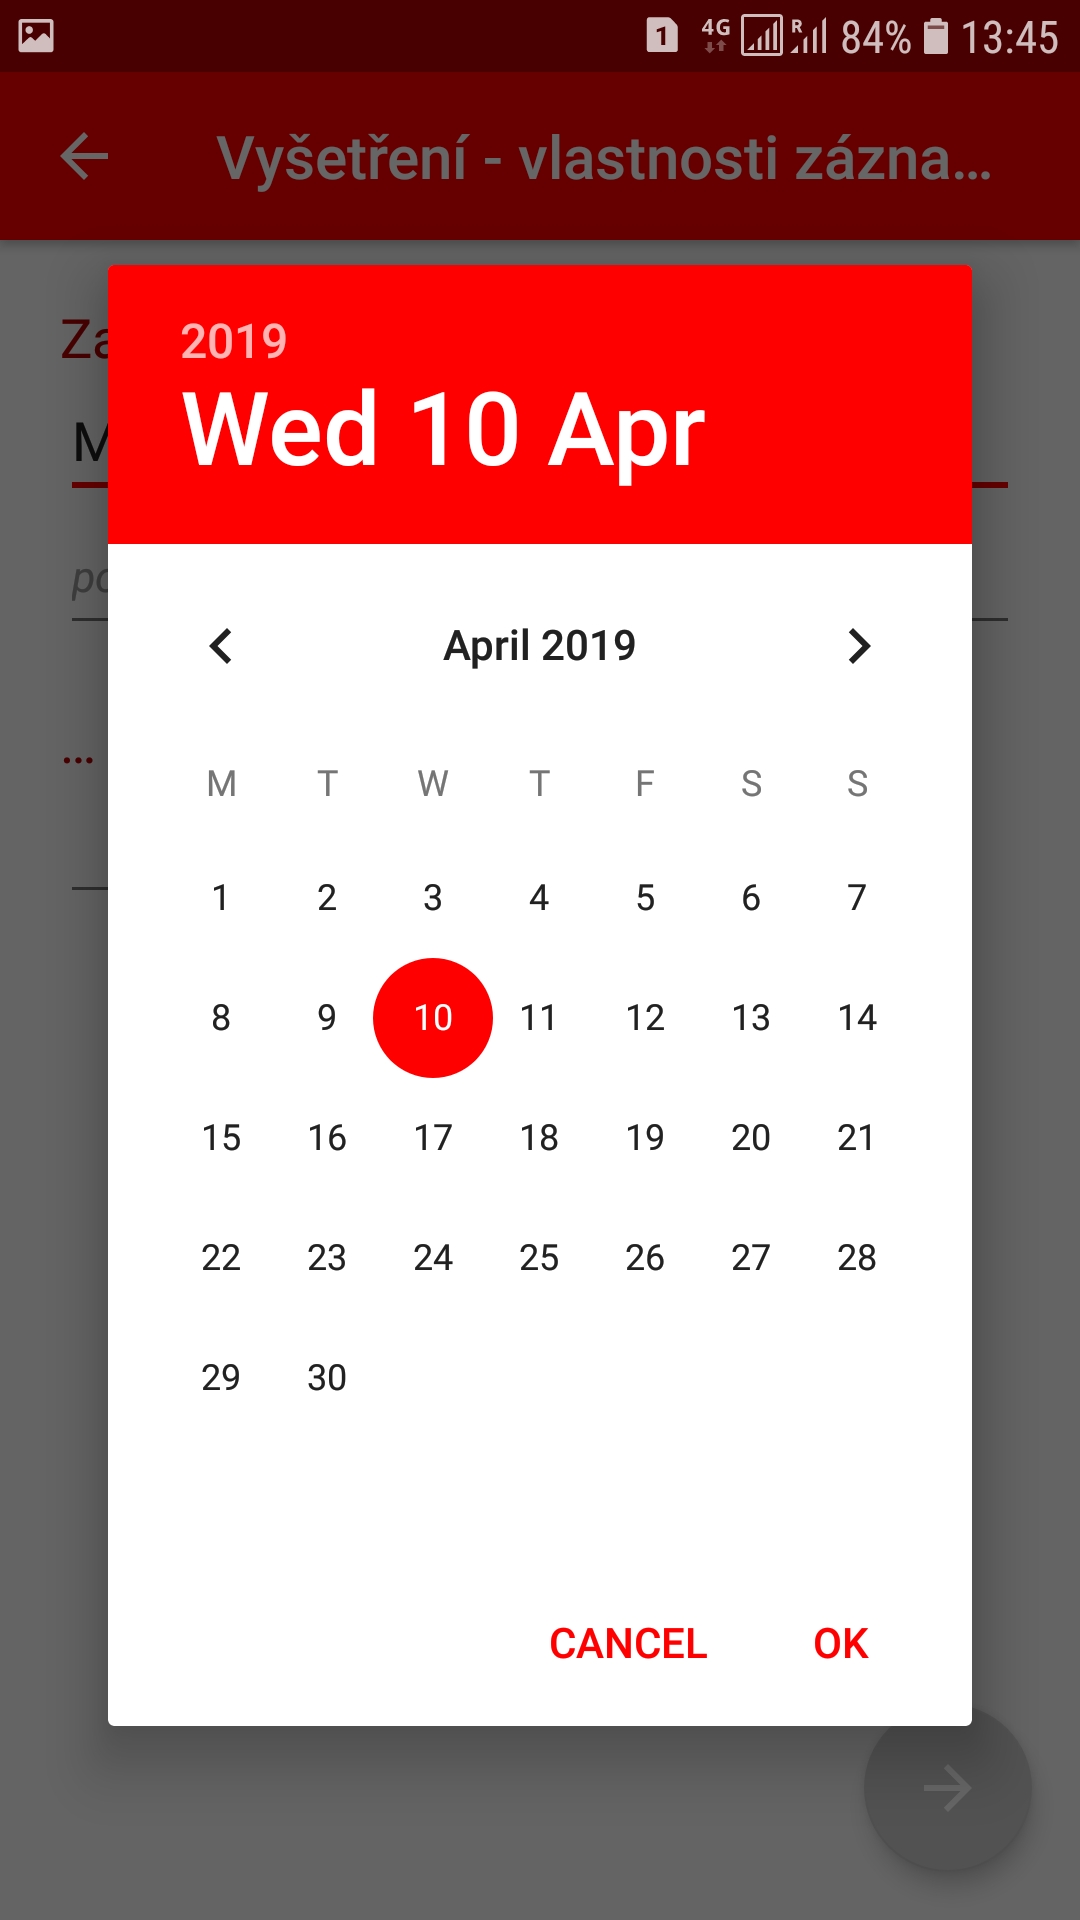 1 4G R 84% 13:45
Vyšetření - vlastnosti zázna...
2019
Wed 10 Apr
April 2019
M T W T F S S
1 2 3 4 5 6 7
8 9 10 11 12 13 14
15 16 17 18 19 20 21
22 23 24 25 26 27 28
29 30
...
CANCEL OK